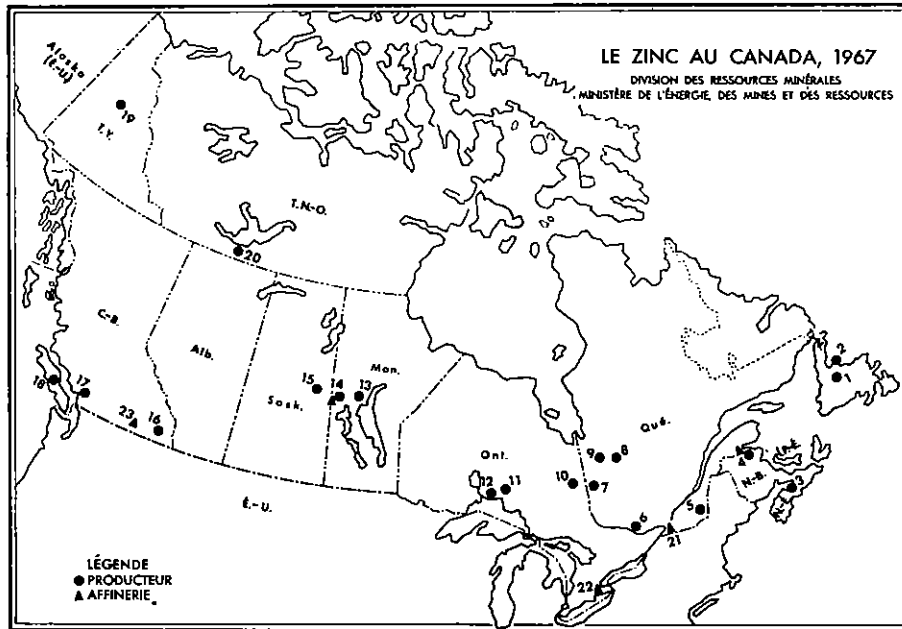 LE ZINC AU CANADA, 1967
DIVISION DES RESSOURCES MINÉRALES
MINISTÈRE DE L'ÉNERGIE, DES MINES ET DES RESSOURCES
Alaska
(É.-U)
19
T.Y.
T.N.-O.
20
C.-B.
Alb.
Sask.
Man.
Ont.
Qué.
18
17
23
16
15
14
13
12
11
10
9
8
7
6
5
4
3
2
1
21
22
Î.P.-É.
N.-B.
N.-É.
É.-U.
LÉGENDE
PRODUCTEUR
AFFINERIE